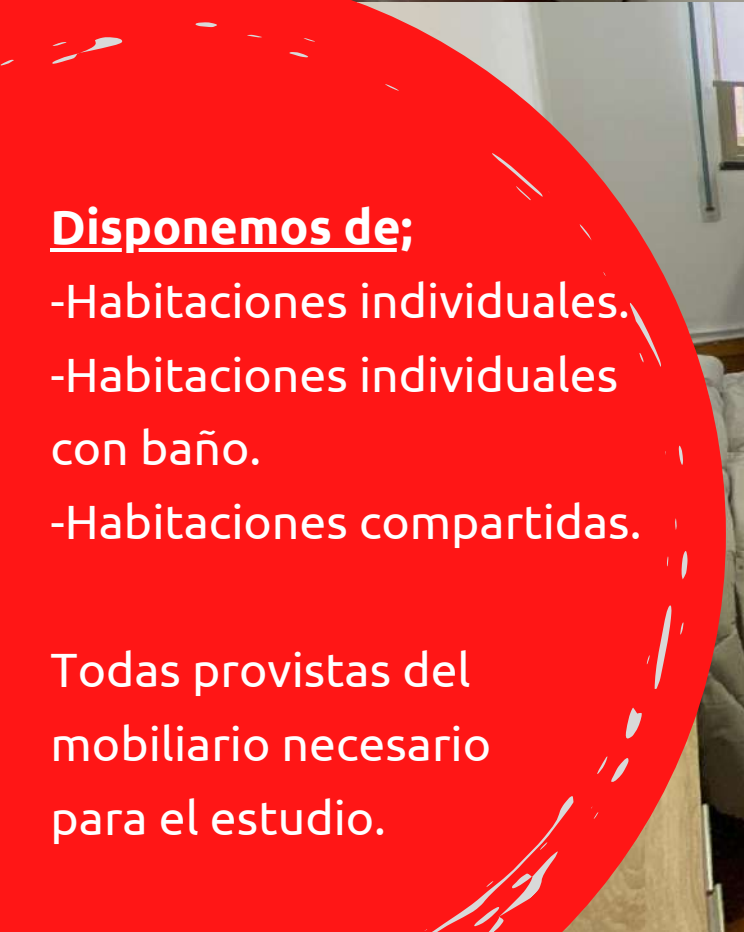 Disponemos de;
-Habitaciones individuales.
-Habitaciones individuales
con baño.
-Habitaciones compartidas.
Todas provistas del
mobiliario necesario
para el estudio.